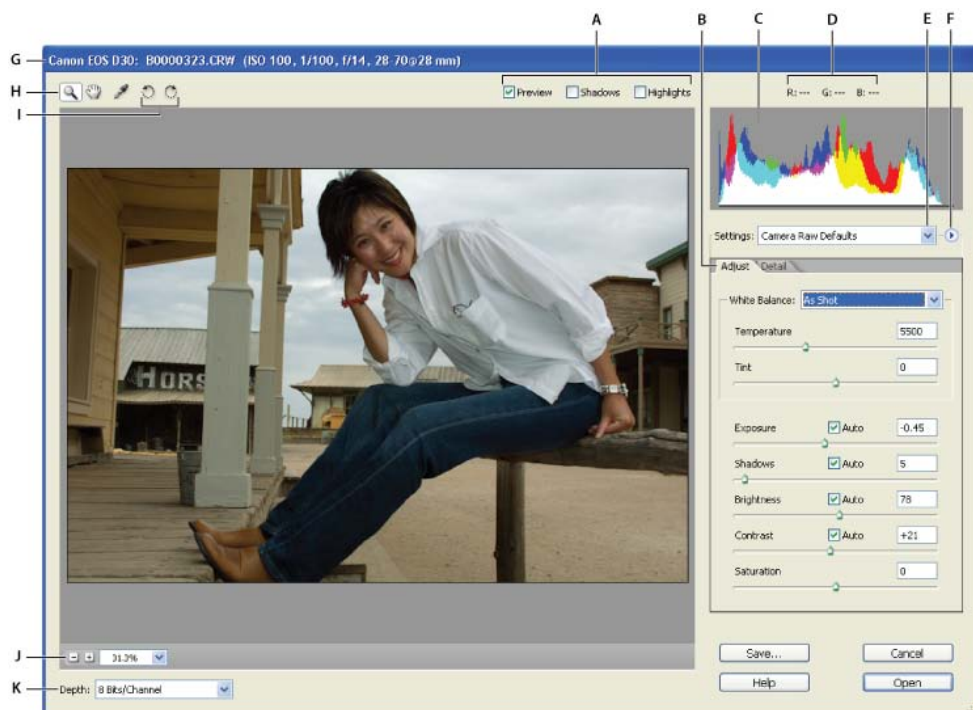 A
B
C
D
E
F
G
Canon EOS D30: B0000323.CRW (ISO 100, 1/100, f/14, 28-70@28 mm)
H
Preview
Shadows
Highlights
R: ---
G: ---
B: ---
I
Settings: Camera Raw Defaults
Adjust
Detail
White Balance: As Shot
Temperature
5500
Tint
0
HORS
Exposure
Auto
-0.45
Shadows
Auto
5
Brightness
Auto
78
Contrast
Auto
+21
Saturation
0
J
31.3%
Save...
Cancel
K
Depth: 8 Bits/Channel
Help
Open